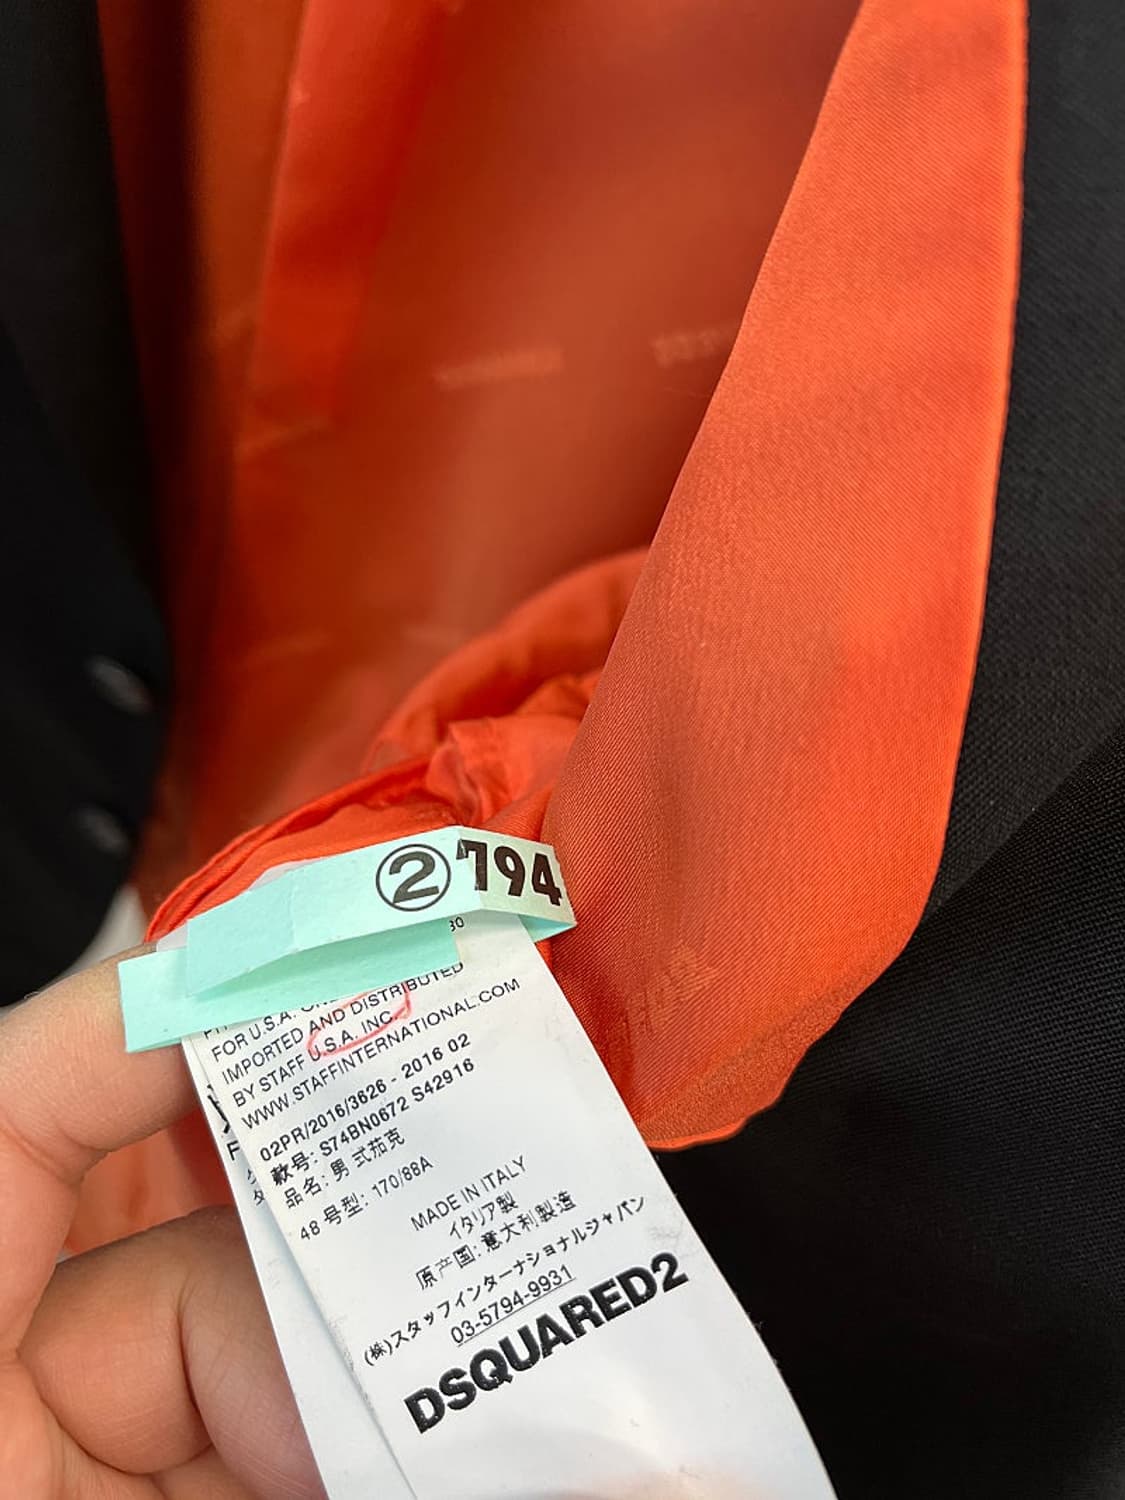 ②794
30
FOR U.S.A.
IMPORTED AND DISTRIBUTED
BY STAFF U.S.A. INC.
WWW.STAFFINTERNATIONAL.COM
02PR/2016/3626 - 2016 02
款号: S74BN0672 S42916
品名: 男式茄克
48 号型: 170/88A
MADE IN ITALY
イタリア製
原产国: 意大利製造
(株)スタッフインターナショナルジャパン
03-5794-9931
DSQUARED2